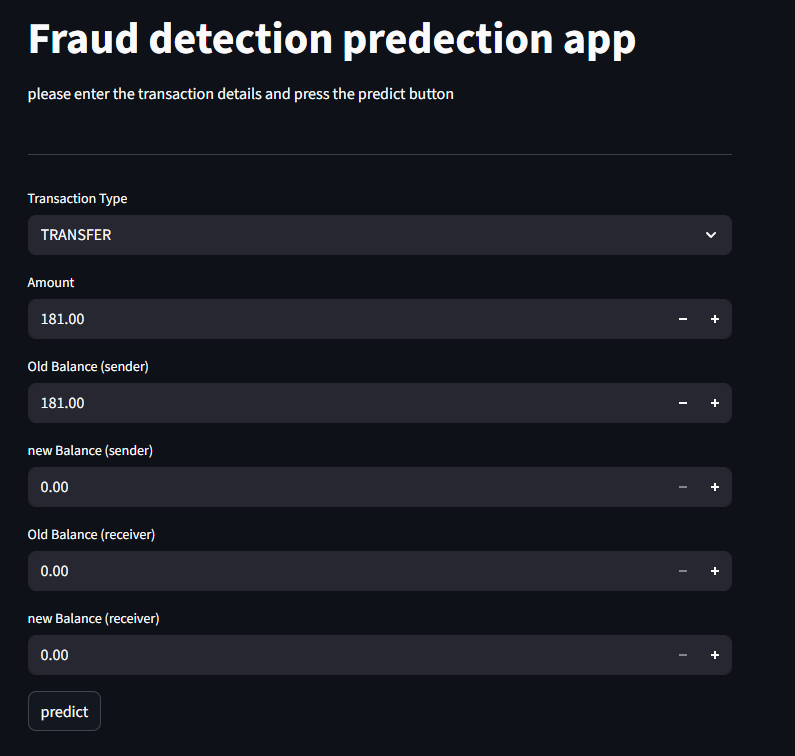 Fraud detection predection app
please enter the transaction details and press the predict button
Transaction Type
TRANSFER
Amount
181.00
Old Balance (sender)
181.00
new Balance (sender)
0.00
Old Balance (receiver)
0.00
new Balance (receiver)
0.00
predict